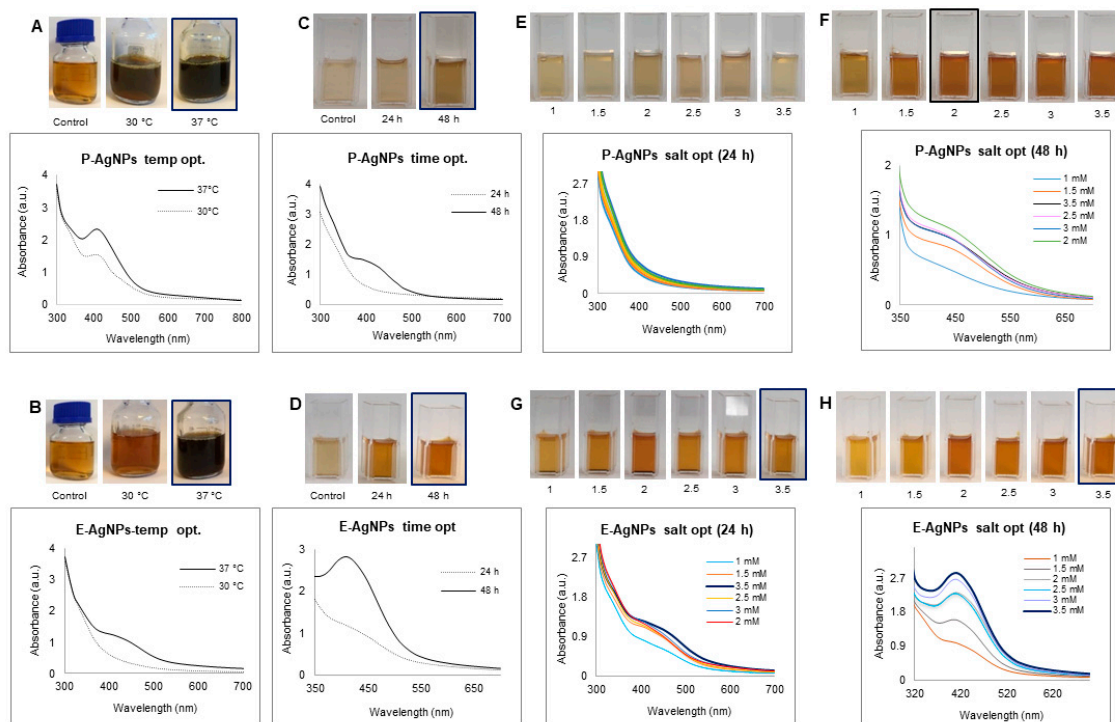 A
Control
30 °C
37 °C
P-AgNPs temp opt.
Absorbance (a.u.)
4
3
2
1
0
37°C
30°C
300 400 500 600 700 800
Wavelength (nm)
C
Control
24 h
48 h
P-AgNPs time opt.
Absorbance (a.u.)
4
3
2
1
0
24 h
48 h
300 400 500 600 700
Wavelength (nm)
E
1 1.5 2 2.5 3 3.5
P-AgNPs salt opt (24 h)
Absorbance (a.u.)
2.7
1.8
0.9
0
300 400 500 600 700
Wavelength (nm)
F
1 1.5 2 2.5 3 3.5
P-AgNPs salt opt (48 h)
Absorbance (a.u.)
2
1
0
1 mM
1.5 mM
3.5 mM
2.5 mM
3 mM
2 mM
350 450 550 650
Wavelength (nm)
B
Control
30 °C
37 °C
E-AgNPs-temp opt.
Absorbance (a.u.)
4
3
2
1
0
37 °C
30 °C
300 400 500 600 700
Wavelength (nm)
D
Control
24 h
48 h
E-AgNPs time opt
Absorbance (a.u.)
3
2
1
0
24 h
48 h
350 450 550 650
Wavelength (nm)
G
1 1.5 2 2.5 3 3.5
E-AgNPs salt opt (24 h)
Absorbance (a.u.)
2.7
1.8
0.9
0
1 mM
1.5 mM
3.5 mM
2.5 mM
3 mM
2 mM
300 400 500 600 700
Wavelength (nm)
H
1 1.5 2 2.5 3 3.5
E-AgNPs salt opt (48 h)
Absorbance (a.u.)
2.7
1.8
0.9
0
1 mM
1.5 mM
2 mM
2.5 mM
3 mM
3.5 mM
320 420 520 620
Wavelength (nm)